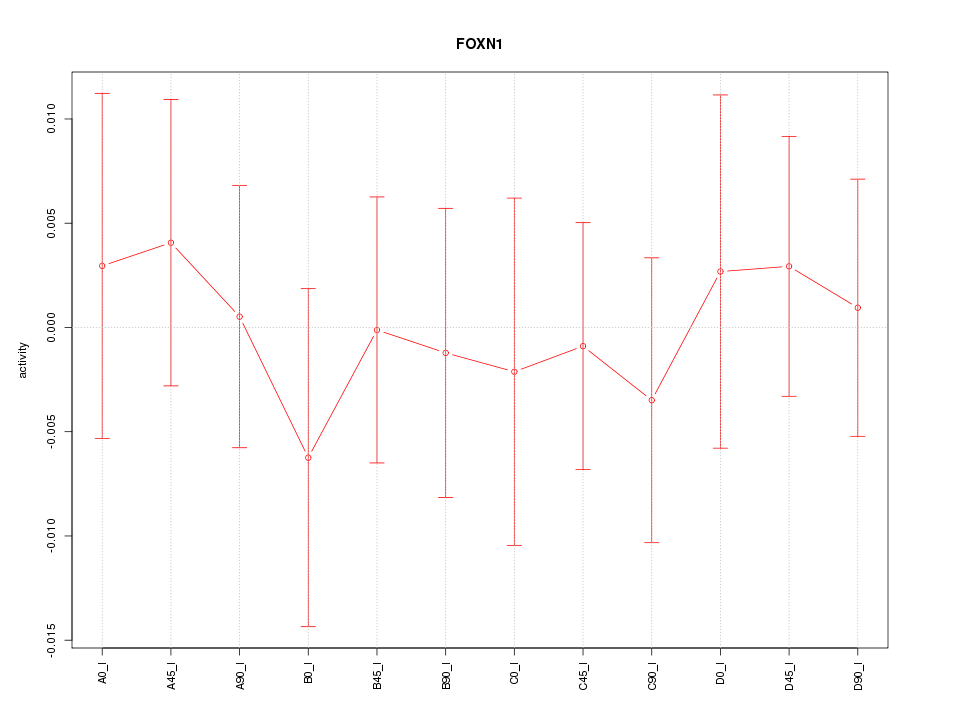 FOXN1
activity
0.010
0.005
0.000
-0.005
-0.010
-0.015
A0_I
A45_I
A90_I
B0_I
B45_I
B90_I
C0_I
C45_I
C90_I
D0_I
D45_I
D90_I